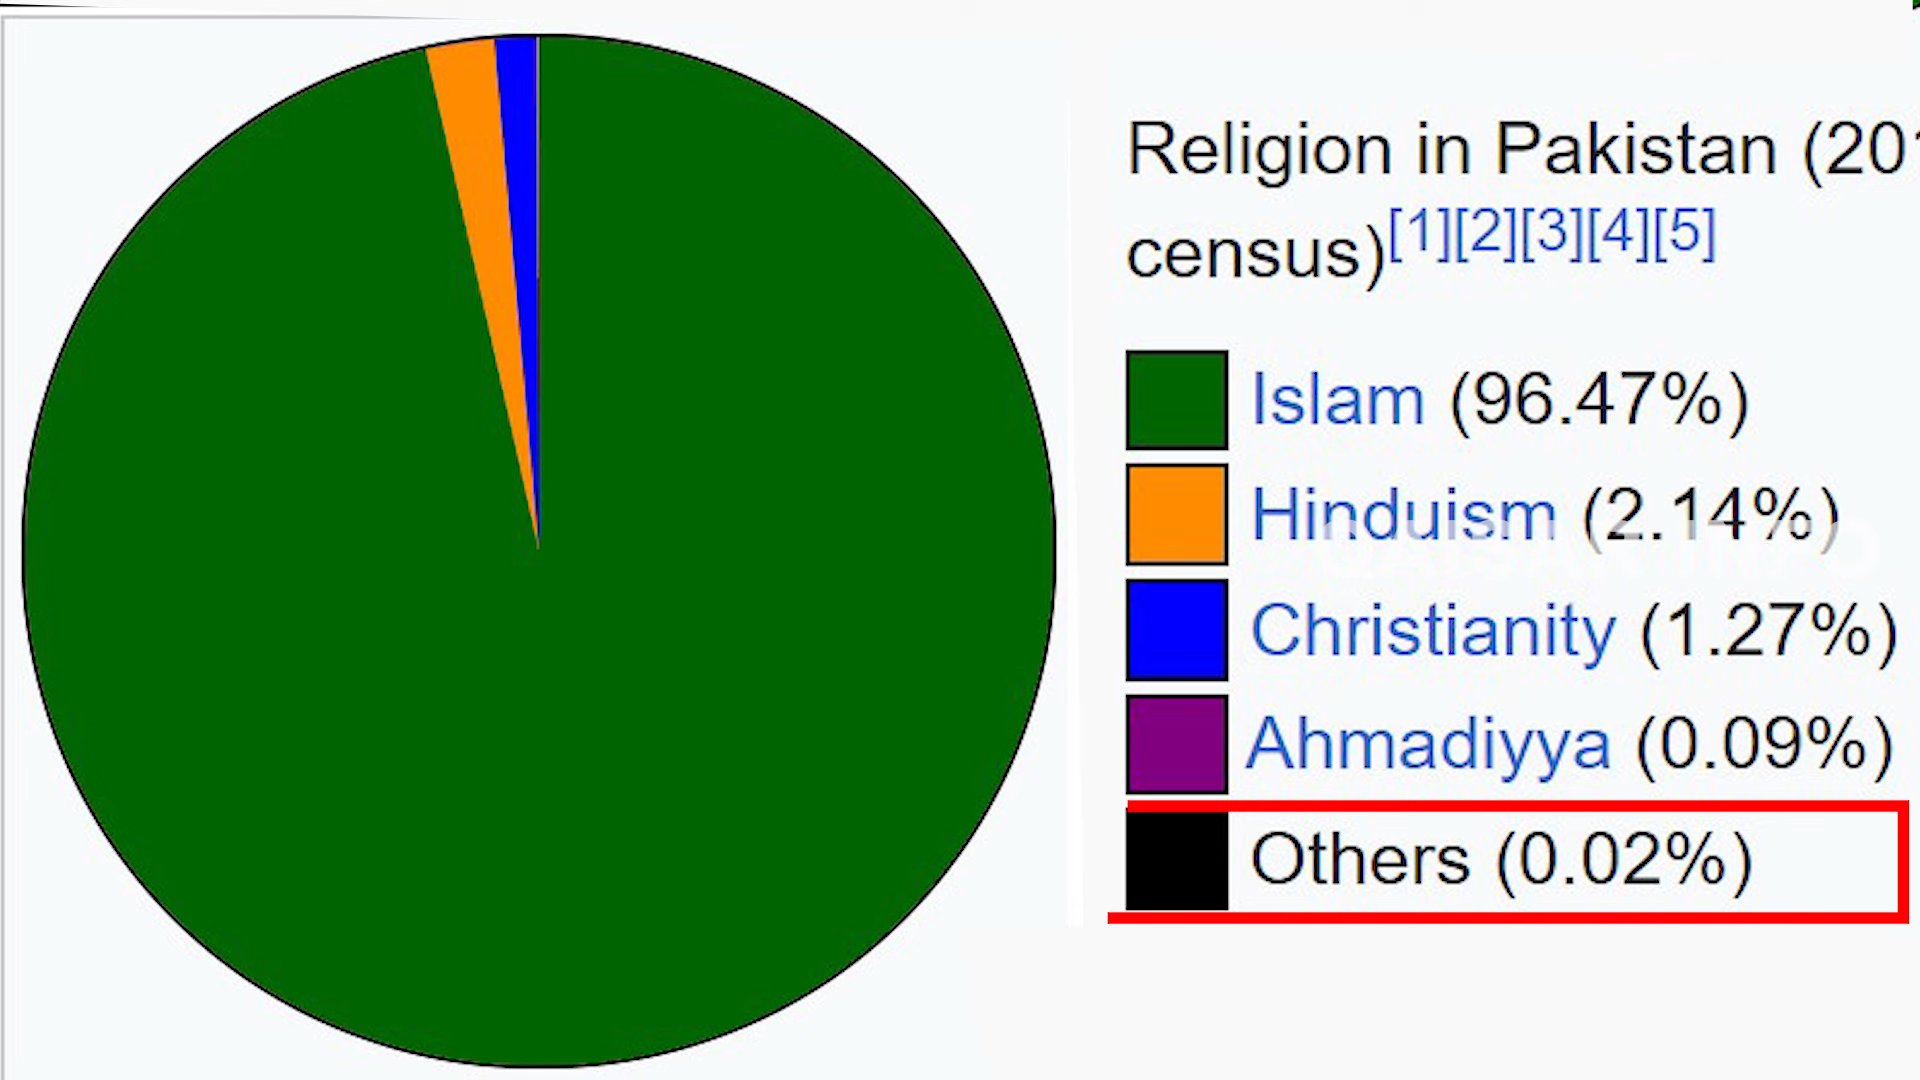 Religion in Pakistan (201
census)[1][2][3][4][5]
Islam (96.47%)
Hinduism (2.14%)
Christianity (1.27%)
Ahmadiyya (0.09%)
Others (0.02%)